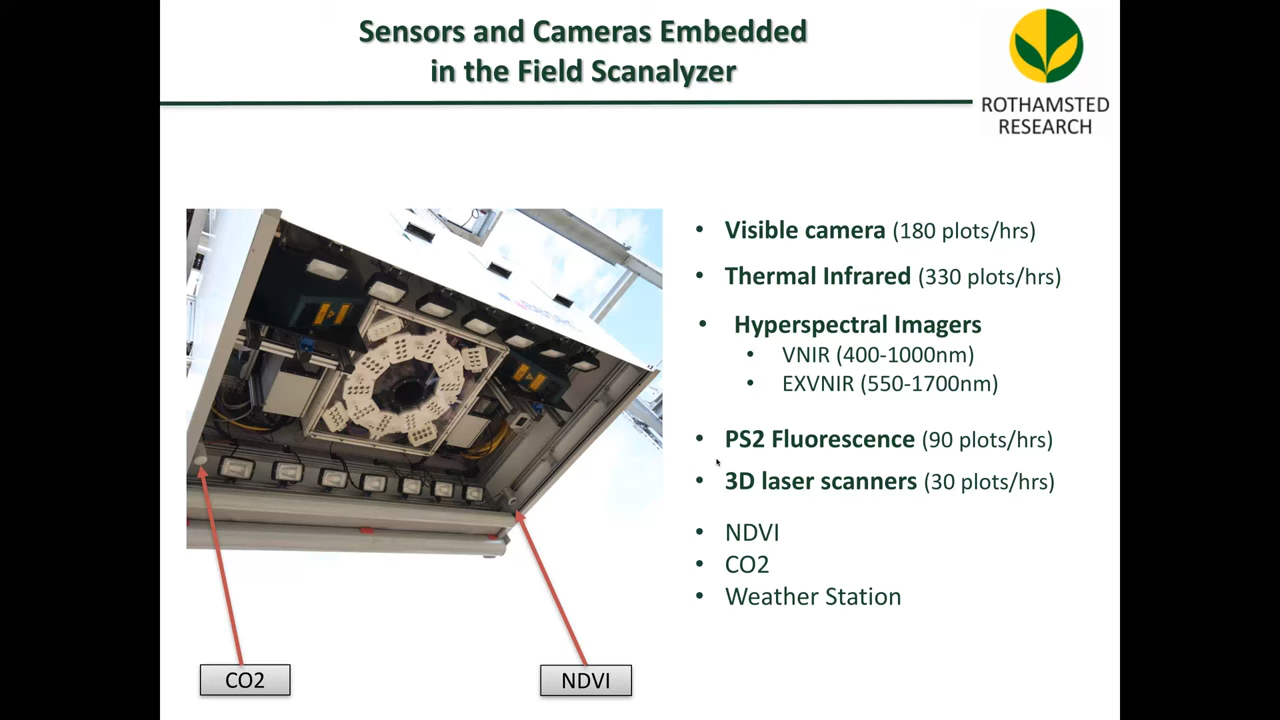 Sensors and Cameras Embedded
in the Field Scanalyzer
ROTHAMSTED
RESEARCH
• Visible camera (180 plots/hrs)
• Thermal Infrared (330 plots/hrs)
• Hyperspectral Imagers
• VNIR (400-1000nm)
• EXVNIR (550-1700nm)
• PS2 Fluorescence (90 plots/hrs)
• 3D laser scanners (30 plots/hrs)
• NDVI
• CO2
• Weather Station
CO2
NDVI